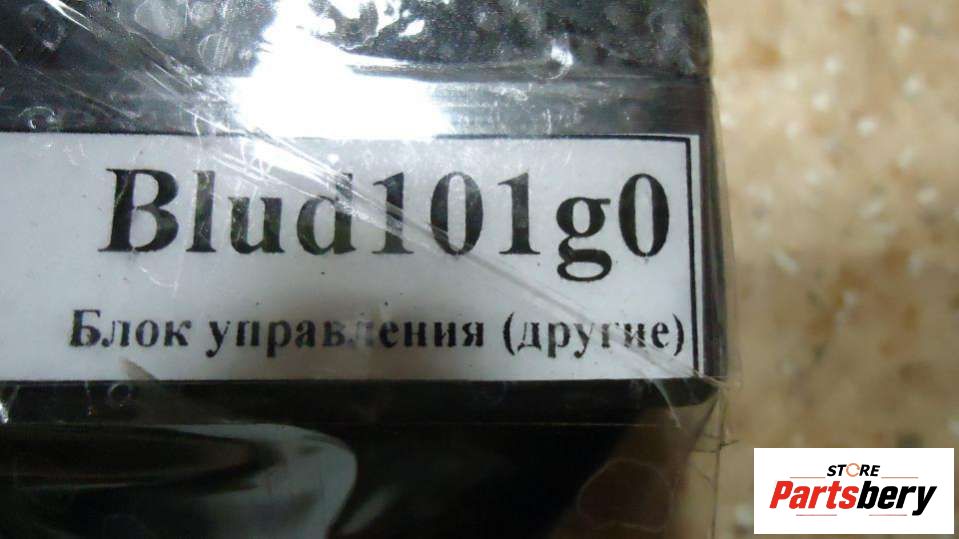 Blud101g0
Блок управления (другие)
STORE
Partsbery